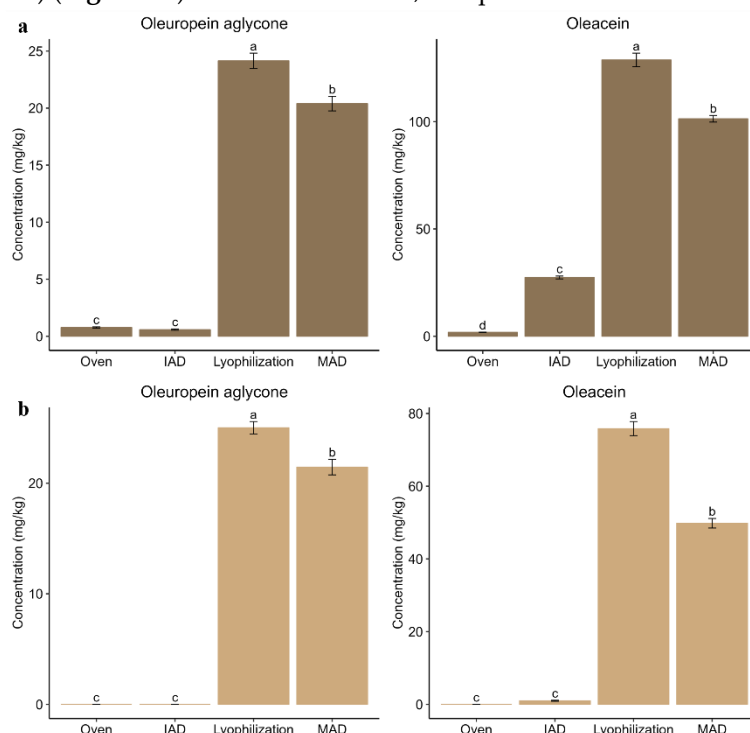 Oleuropein aglycone
Oleacein
a
25
20
15
10
5
0
Concentration (mg/kg)
c
c
a
b
Oven IAD Lyophilization MAD
100
50
0
Concentration (mg/kg)
d
c
a
b
Oven IAD Lyophilization MAD
b
Oleuropein aglycone
Oleacein
20
10
0
Concentration (mg/kg)
c
c
a
b
Oven IAD Lyophilization MAD
80
60
40
20
0
Concentration (mg/kg)
c
c
a
b
Oven IAD Lyophilization MAD